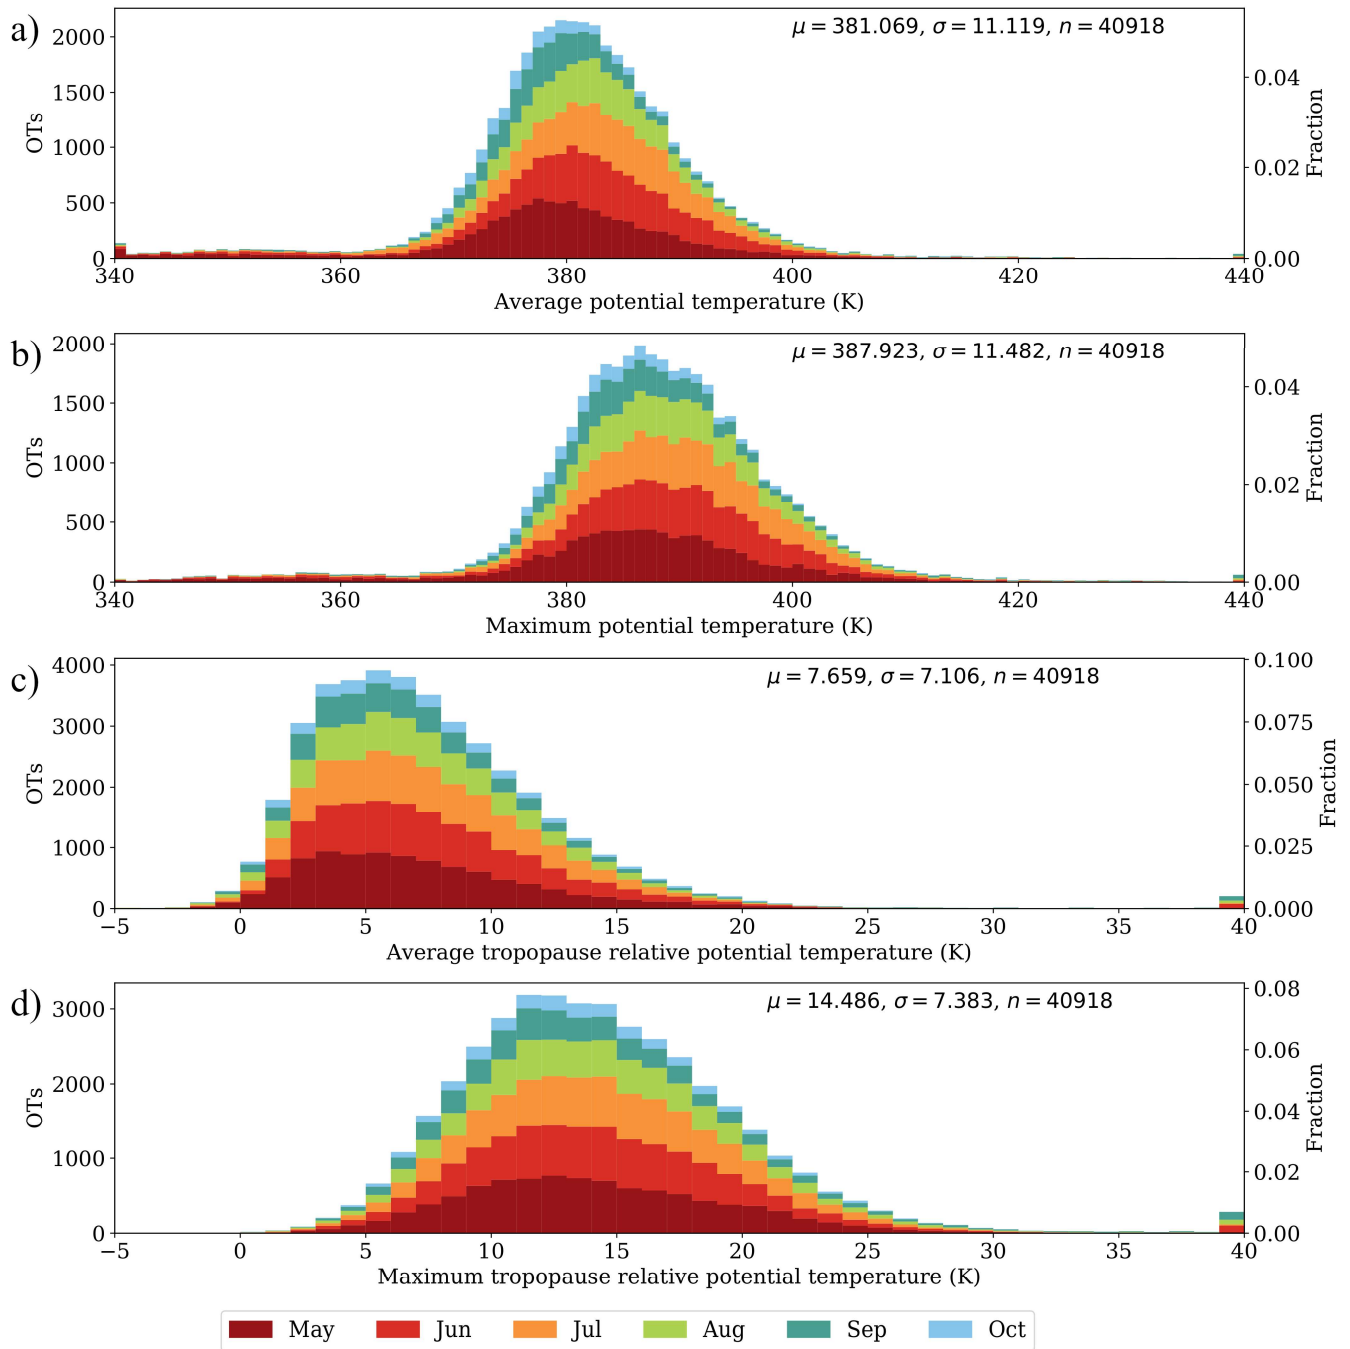 a)
μ = 381.069, σ = 11.119, n = 40918
OTs
2000
1500
1000
500
0
0.04
0.02
0.00
Fraction
340 360 380 400 420 440
Average potential temperature (K)
b)
μ = 387.923, σ = 11.482, n = 40918
OTs
2000
1500
1000
500
0
0.04
0.02
0.00
Fraction
340 360 380 400 420 440
Maximum potential temperature (K)
c)
μ = 7.659, σ = 7.106, n = 40918
OTs
4000
3000
2000
1000
0
0.100
0.075
0.050
0.025
0.000
Fraction
−5 0 5 10 15 20 25 30 35 40
Average tropopause relative potential temperature (K)
d)
μ = 14.486, σ = 7.383, n = 40918
OTs
3000
2000
1000
0
0.08
0.06
0.04
0.02
0.00
Fraction
−5 0 5 10 15 20 25 30 35 40
Maximum tropopause relative potential temperature (K)
May Jun Jul Aug Sep Oct